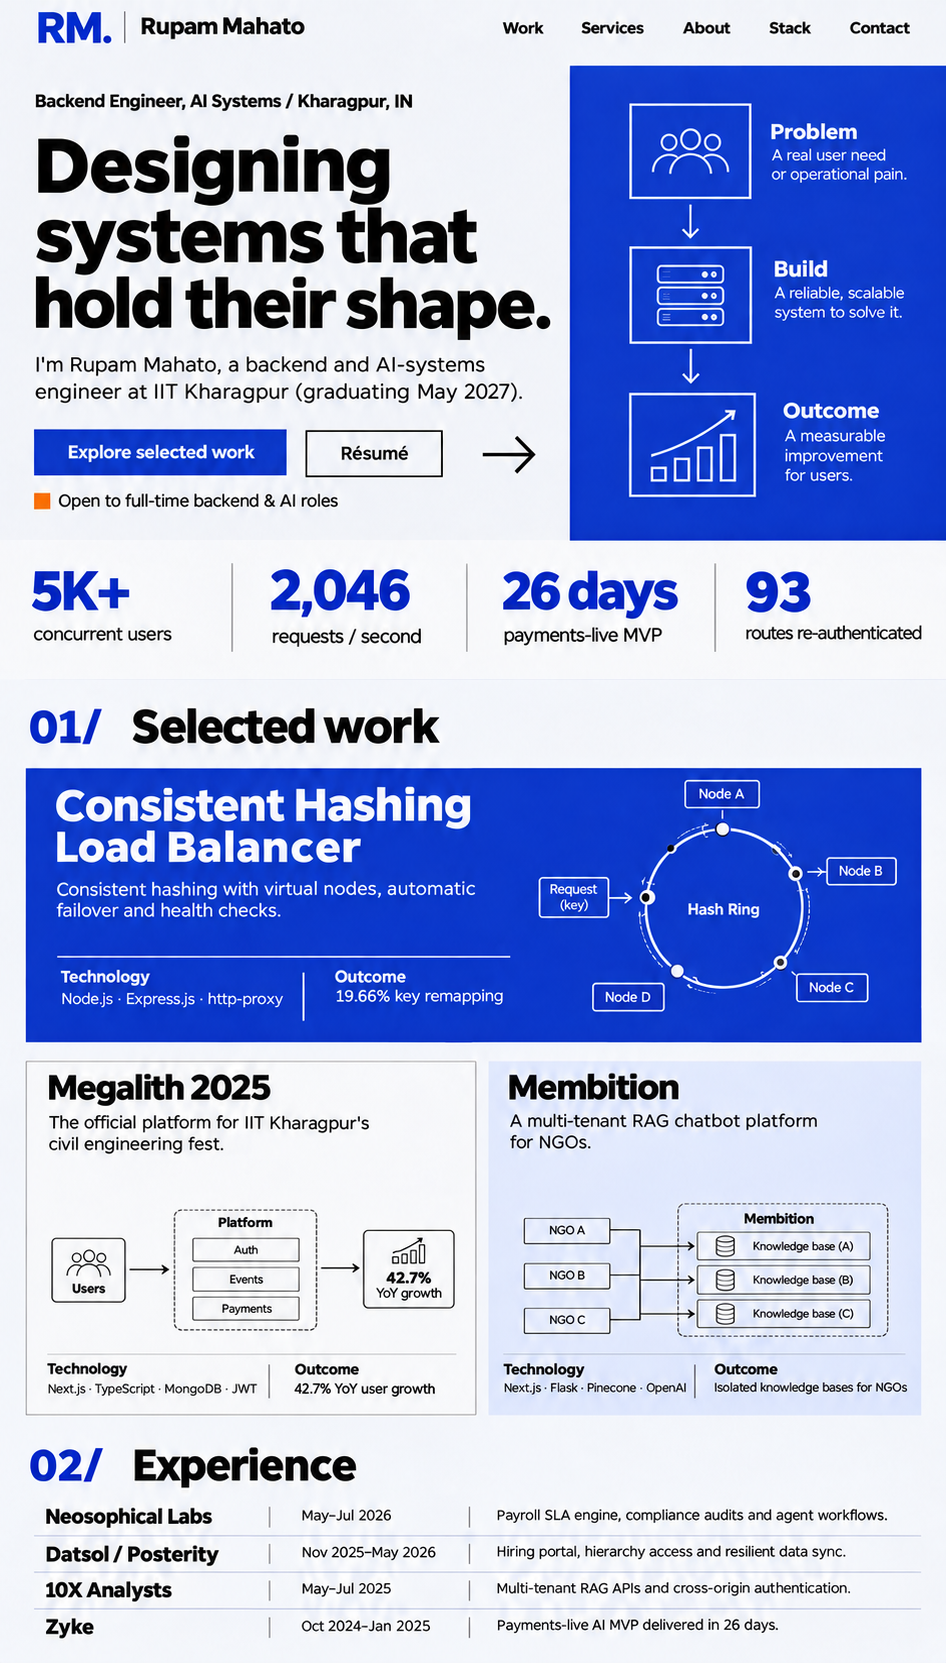 RM.
Rupam Mahato
Work
Services
About
Stack
Contact
Backend Engineer, AI Systems / Kharagpur, IN
Designing
systems that
hold their shape.
I'm Rupam Mahato, a backend and AI-systems
engineer at IIT Kharagpur (graduating May 2027).
Explore selected work
Résumé
Open to full-time backend & AI roles
Problem
A real user need
or operational pain.
Build
A reliable, scalable
system to solve it.
Outcome
A measurable
improvement
for users.
5K+
concurrent users
2,046
requests / second
26 days
payments-live MVP
93
routes re-authenticated
01/ Selected work
Consistent Hashing
Load Balancer
Consistent hashing with virtual nodes, automatic
failover and health checks.
Technology
Node.js · Express.js · http-proxy
Outcome
19.66% key remapping
Node A
Node B
Request
(key)
Hash Ring
Node D
Node C
Megalith 2025
The official platform for IIT Kharagpur's
civil engineering fest.
Users
Platform
Auth
Events
Payments
42.7%
YoY growth
Technology
Next.js · TypeScript · MongoDB · JWT
Outcome
42.7% YoY user growth
Membition
A multi-tenant RAG chatbot platform
for NGOs.
NGO A
NGO B
NGO C
Membition
Knowledge base (A)
Knowledge base (B)
Knowledge base (C)
Technology
Next.js · Flask · Pinecone · OpenAI
Outcome
Isolated knowledge bases for NGOs
02/ Experience
Neosophical Labs
May–Jul 2026
Payroll SLA engine, compliance audits and agent workflows.
Datsol / Posterity
Nov 2025–May 2026
Hiring portal, hierarchy access and resilient data sync.
10X Analysts
May–Jul 2025
Multi-tenant RAG APIs and cross-origin authentication.
Zyke
Oct 2024–Jan 2025
Payments-live AI MVP delivered in 26 days.